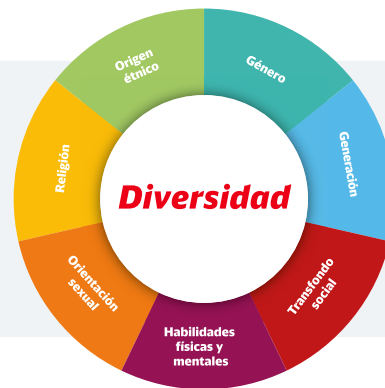 Diversidad
Género
Generación
Transfondo
social
Habilidades
físicas y
mentales
Orientación
sexual
Religión
Origen
étnico